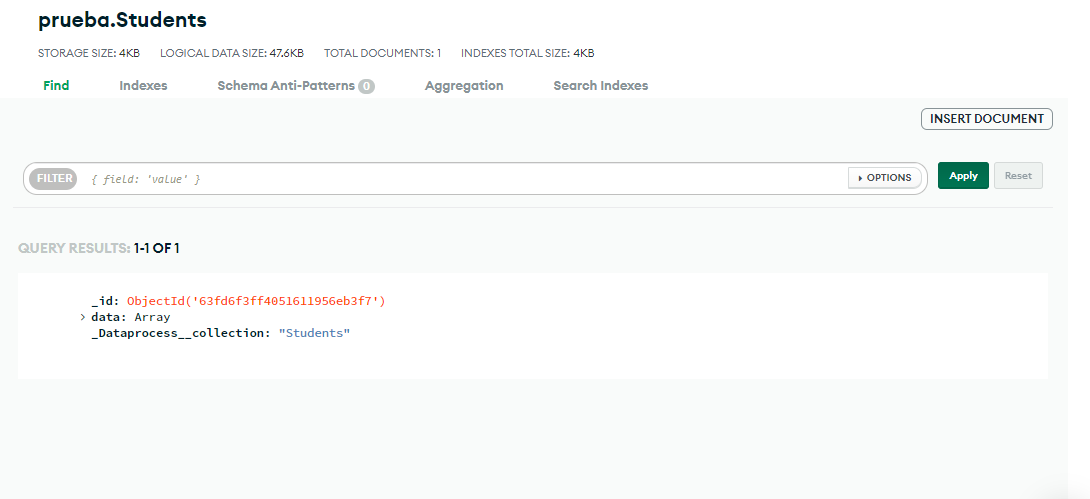 prueba.Students
STORAGE SIZE: 4KB LOGICAL DATA SIZE: 47.6KB TOTAL DOCUMENTS: 1 INDEXES TOTAL SIZE: 4KB
Find Indexes Schema Anti-Patterns 0 Aggregation Search Indexes
INSERT DOCUMENT
FILTER { field: 'value' } OPTIONS Apply Reset
QUERY RESULTS: 1-1 OF 1
_id: ObjectId('63fd6f3ff4051611956eb3f7')
data: Array
_Dataprocess__collection: "Students"